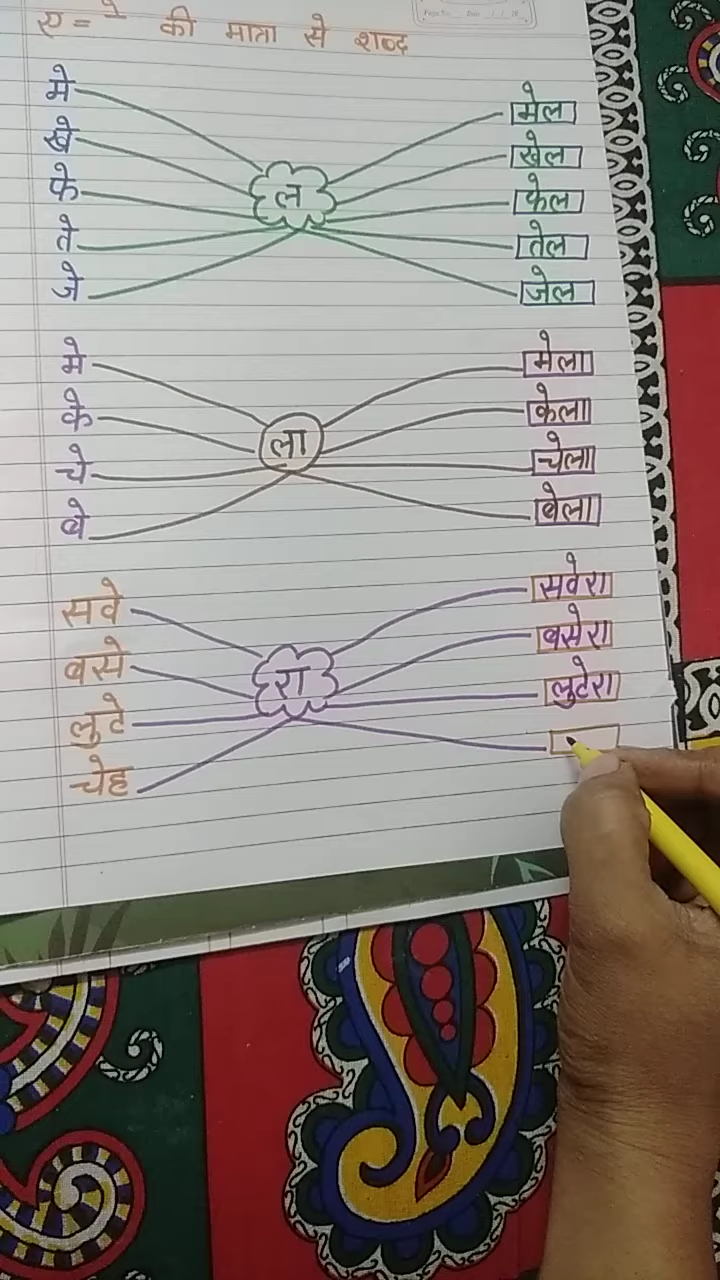 ए = े की मात्रा से शब्द
मे मेल
खे खेल
फे ल फेल
ते तेल
जे जेल
मे मेला
के केला
चे ला चेला
बे बेला
सवे सवेरा
बसे रा बसेरा
लुटे लुटेरा
चेह